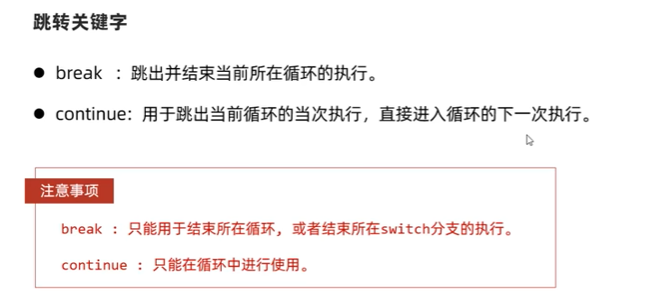 跳转关键字
● break ：跳出并结束当前所在循环的执行。
● continue：用于跳出当前循环的当次执行，直接进入循环的下一次执行。
注意事项
break : 只能用于结束所在循环, 或者结束所在switch分支的执行。
continue : 只能在循环中进行使用。